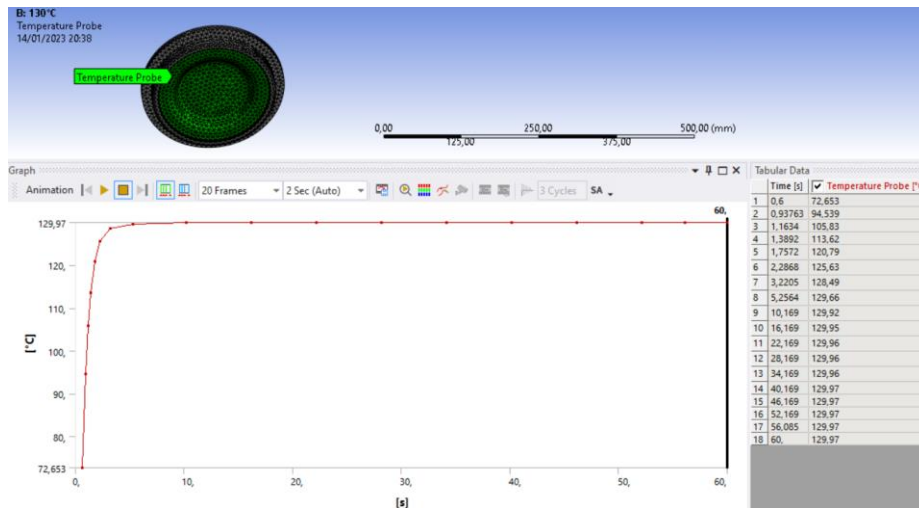 B: 130°C
Temperature Probe
14/01/2023 20:38
Temperature Probe
0,00 250,00 500,00 (mm)
125,00 375,00
Graph
Animation 20 Frames 2 Sec (Auto) 3 Cycles SA
60,
129,97
120,
110,
100,
90,
80,
72,653
[°C]
0, 10, 20, 30, 40, 50, 60,
[s]
Tabular Data
Time [s] Temperature Probe [°
1 0,6 72,653
2 0,93763 94,539
3 1,1634 105,83
4 1,3892 113,62
5 1,7572 120,79
6 2,2868 125,63
7 3,2205 128,49
8 5,2564 129,66
9 10,169 129,92
10 16,169 129,95
11 22,169 129,96
12 28,169 129,96
13 34,169 129,96
14 40,169 129,97
15 46,169 129,97
16 52,169 129,97
17 56,085 129,97
18 60, 129,97